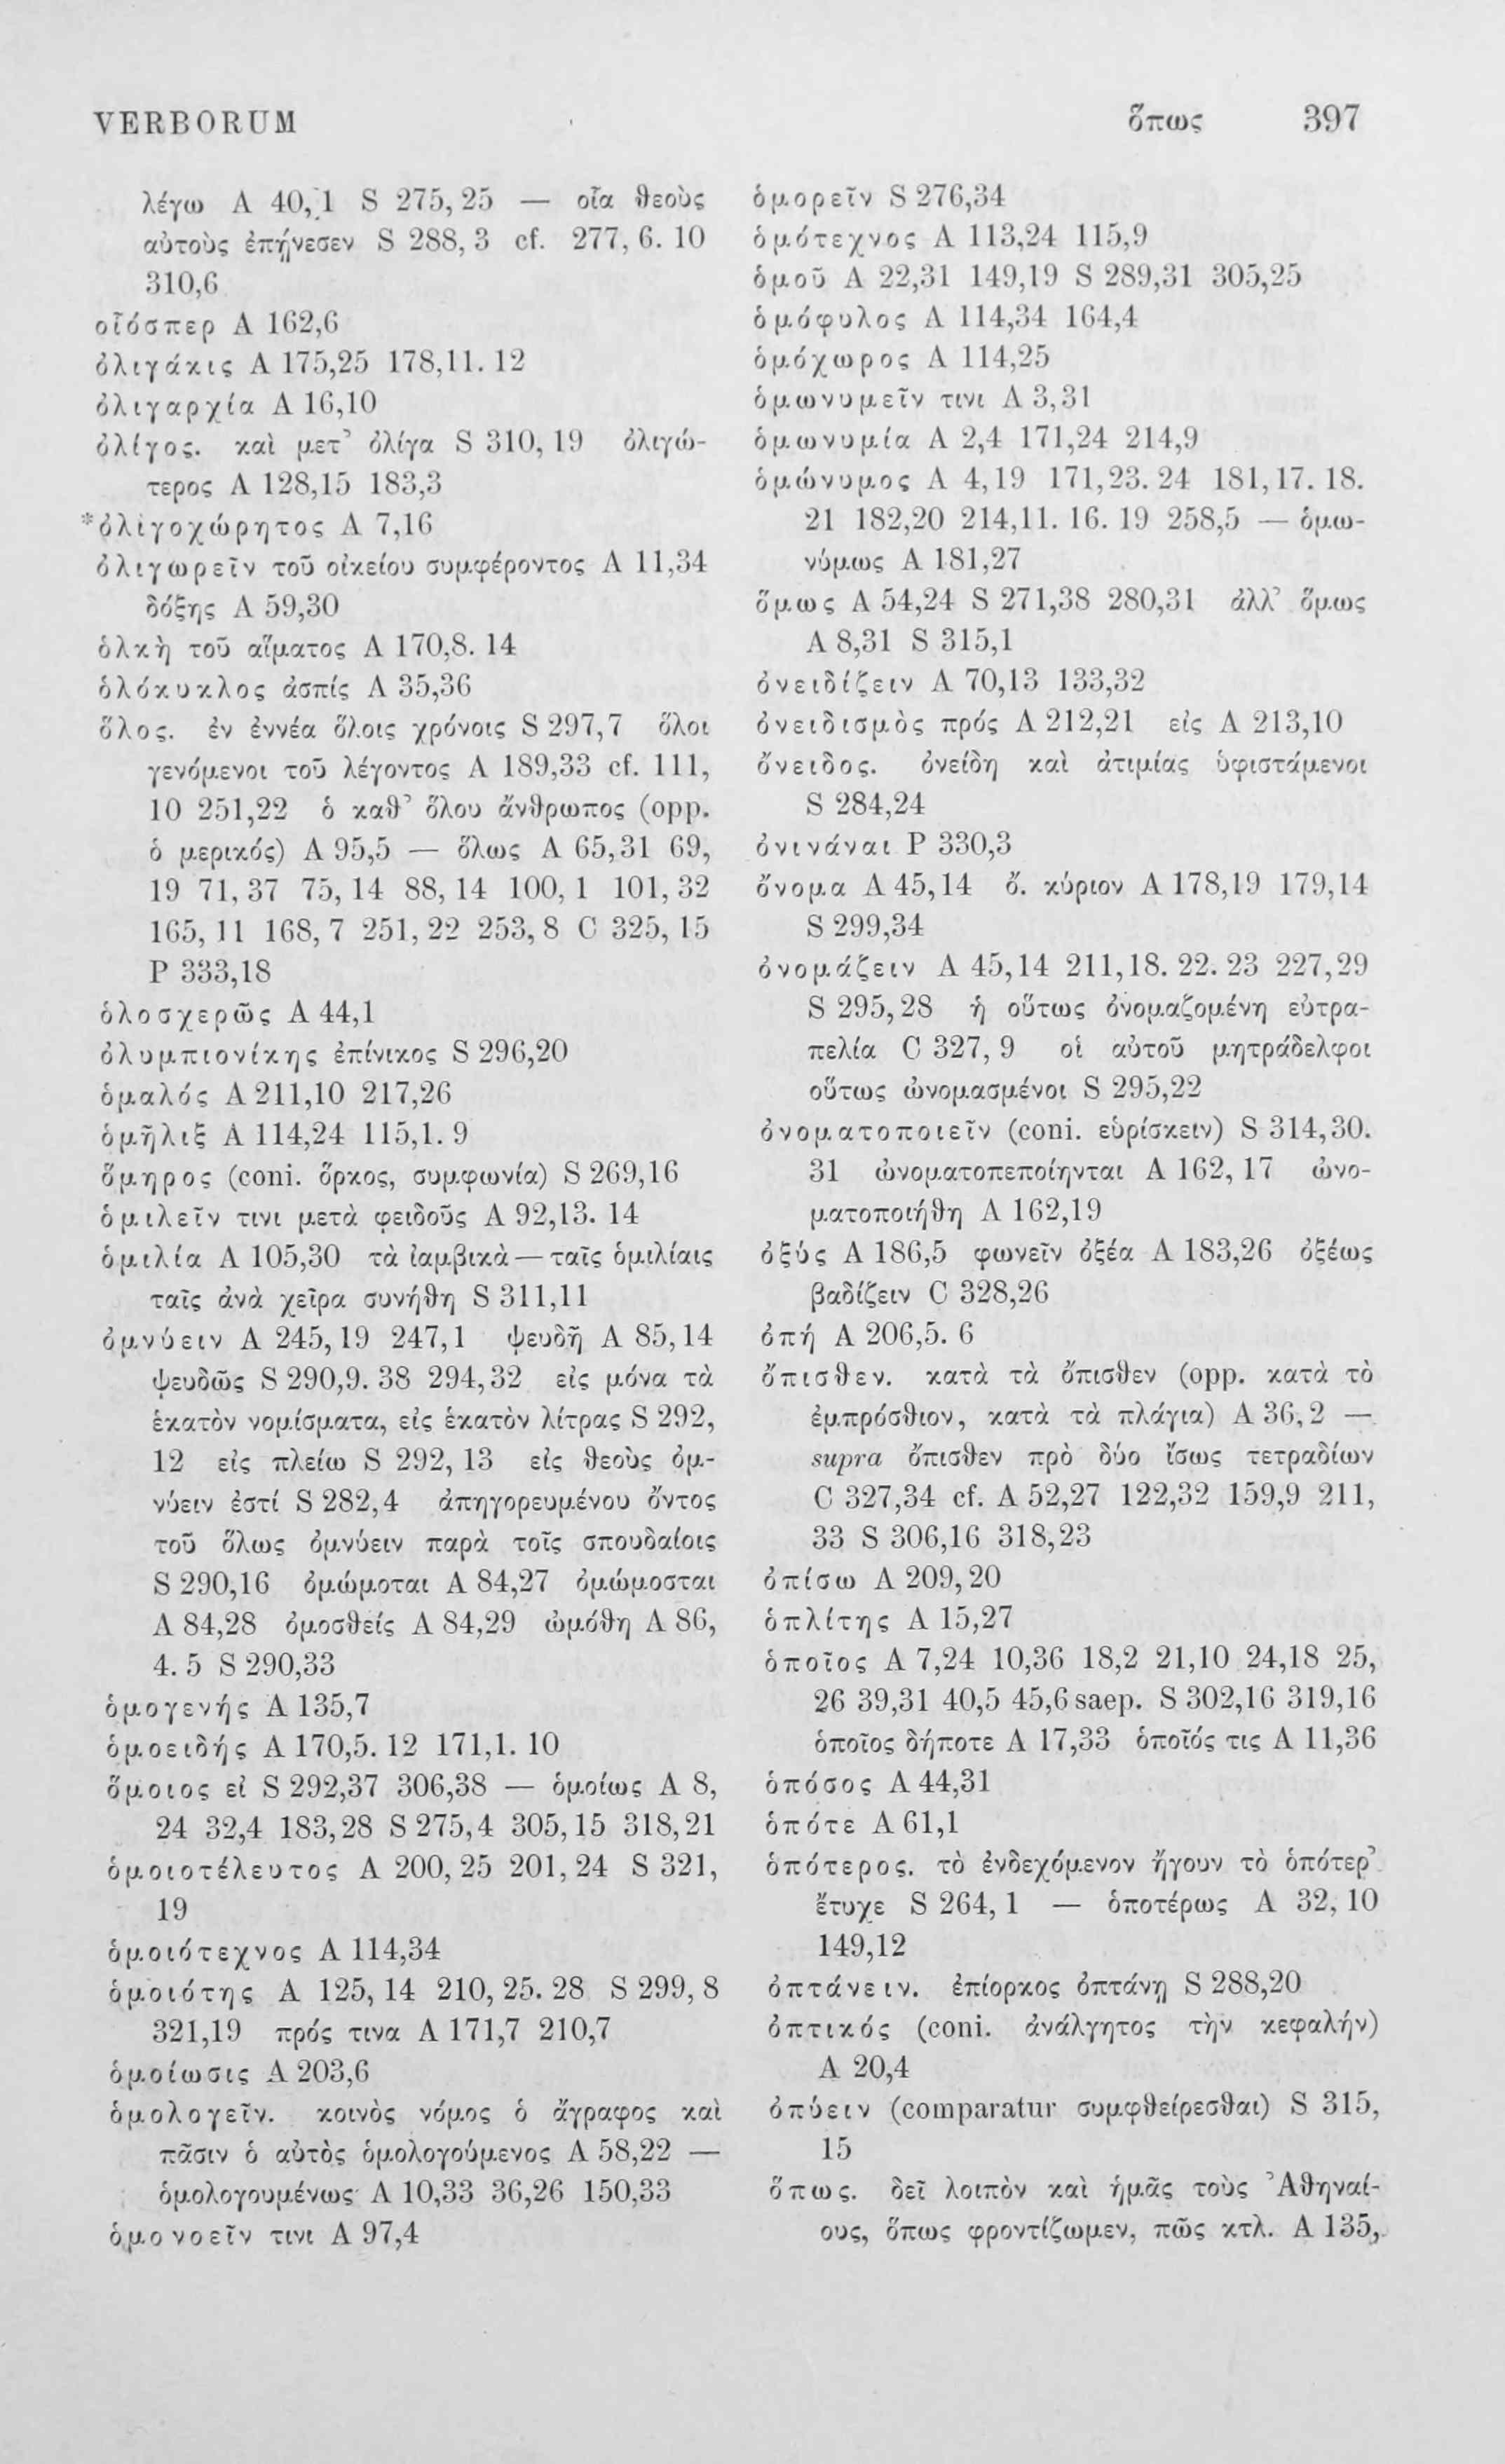 VERBORUM ὅπως 397
λέγω A 40, 1 S 275, 25 — οἷα θεοὺς
αὐτοὺς ἐπῄνεσεν S 288, 3 cf. 277, 6. 10
310,6
οἷόσπερ A 162,6
ὀλιγάκις A 175,25 178,11. 12
ὀλιγαρχία A 16,10
ὀλίγος. καὶ μετ’ ὀλίγα S 310, 19 ὀλιγώ-
τερος A 128,15 183,3
*ὀλιγοχώρητος A 7,16
ὀλιγωρεῖν τοῦ οἰκείου συμφέροντος A 11,34
δόξης A 59,30
ὁλκὴ τοῦ αἵματος A 170,8. 14
ὁλόκυκλος ἀσπίς A 35,36
ὅλος. ἐν ἐννέα ὅλοις χρόνοις S 297,7 ὅλοι
γενόμενοι τοῦ λέγοντος A 189,33 cf. 111,
10 251,22 ὁ καθ’ ὅλου ἄνθρωπος (opp.
ὁ μερικός) A 95,5 — ὅλως A 65,31 69,
19 71, 37 75, 14 88, 14 100, 1 101, 32
165, 11 168, 7 251, 22 253, 8 C 325, 15
P 333,18
ὁλοσχερῶς A 44,1
ὀλυμπιονίκης ἐπίνικος S 296,20
ὁμαλός A 211,10 217,26
ὁμῆλιξ A 114,24 115,1. 9
ὅμηρος (coni. ὅρκος, συμφωνία) S 269,16
ὁμιλεῖν τινι μετὰ φειδοῦς A 92,13. 14
ὁμιλία A 105,30 τὰ ἰαμβικὰ — ταῖς ὁμιλίαις
ταῖς ἀνὰ χεῖρα συνήθη S 311,11
ὀμνύειν A 245, 19 247, 1 ψευδῆ A 85, 14
ψευδῶς S 290,9. 38 294,32 εἰς μόνα τὰ
ἑκατὸν νομίσματα, εἰς ἑκατὸν λίτρας S 292,
12 εἰς πλείω S 292, 13 εἰς θεοὺς ὀμ-
νύειν ἐστί S 282,4 ἀπηγορευμένου ὄντος
τοῦ ὅλως ὀμνύειν παρὰ τοῖς σπουδαίοις
S 290,16 ὀμώμοται A 84,27 ὀμώμοσται
A 84,28 ὀμοσθείς A 84,29 ὠμόθη A 86,
4. 5 S 290,33
ὁμογενής A 135,7
ὁμοειδής A 170,5. 12 171,1. 10
ὅμοιος εἰ S 292,37 306,38 — ὁμοίως A 8,
24 32,4 183,28 S 275,4 305,15 318,21
ὁμοιοτέλευτος A 200, 25 201, 24 S 321,
19
ὁμοιότεχνος A 114,34
ὁμοιότης A 125, 14 210, 25. 28 S 299, 8
321,19 πρός τινα A 171,7 210,7
ὁμοίωσις A 203,6
ὁμολογεῖν. κοινὸς νόμος ὁ ἄγραφος καὶ
πᾶσιν ὁ αὐτὸς ὁμολογούμενος A 58,22 —
ὁμολογουμένως A 10,33 36,26 150,33
ὁμονοεῖν τινι A 97,4
ὁμορεῖν S 276,34
ὁμότεχνος A 113,24 115,9
ὁμοῦ A 22,31 149,19 S 289,31 305,25
ὁμόφυλος A 114,34 164,4
ὁμόχωρος A 114,25
ὁμωνυμεῖν τινι A 3,31
ὁμωνυμία A 2,4 171,24 214,9
ὁμώνυμος A 4,19 171,23. 24 181,17. 18.
21 182,20 214,11. 16. 19 258,5 — ὁμω-
νύμως A 181,27
ὅμως A 54,24 S 271,38 280,31 ἀλλ’ ὅμως
A 8,31 S 315,1
ὀνειδίζειν A 70,13 133,32
ὀνειδισμὸς πρός A 212,21 εἰς A 213,10
ὄνειδος. ὀνείδη καὶ ἀτιμίας ὑφιστάμενοι
S 284,24
ὀνινάναι P 330,3
ὄνομα A 45,14 ὄ. κύριον A 178,19 179,14
S 299,34
ὀνομάζειν A 45,14 211,18. 22. 23 227,29
S 295,28 ἡ οὕτως ὀνομαζομένη εὐτρα-
πελία C 327, 9 οἱ αὐτοῦ μητράδελφοι
οὕτως ὠνομασμένοι S 295,22
ὀνοματοποιεῖν (coni. εὑρίσκειν) S 314,30.
31 ὠνοματοπεποίηνται A 162, 17 ὠνο-
ματοποιήθη A 162,19
ὀξύς A 186,5 φωνεῖν ὀξέα A 183,26 ὀξέως
βαδίζειν C 328,26
ὀπή A 206,5. 6
ὄπισθεν. κατὰ τὰ ὄπισθεν (opp. κατὰ τὸ
ἐμπρόσθιον, κατὰ τὰ πλάγια) A 36, 2 —
supra ὄπισθεν πρὸ δύο ἴσως τετραδίων
C 327,34 cf. A 52,27 122,32 159,9 211,
33 S 306,16 318,23
ὀπίσω A 209,20
ὁπλίτης A 15,27
ὁποῖος A 7,24 10,36 18,2 21,10 24,18 25,
26 39,31 40,5 45,6 saep. S 302,16 319,16
ὁποῖος δήποτε A 17,33 ὁποῖός τις A 11,36
ὁπόσος A 44,31
ὁπότε A 61,1
ὁπότερος. τὸ ἐνδεχόμενον ἤγουν τὸ ὁπότερ’
ἔτυχε S 264, 1 — ὁποτέρως A 32, 10
149,12
ὀπτάνειν. ἐπίορκος ὀπτάνῃ S 288,20
ὀπτικός (coni. ἀνάλγητος τὴν κεφαλήν)
A 20,4
ὀπύειν (comparatur συμφθείρεσθαι) S 315,
15
ὅπως. δεῖ λοιπὸν καὶ ἡμᾶς τοὺς Ἀθηναί-
ους, ὅπως φροντίζωμεν, πῶς κτλ. A 135,